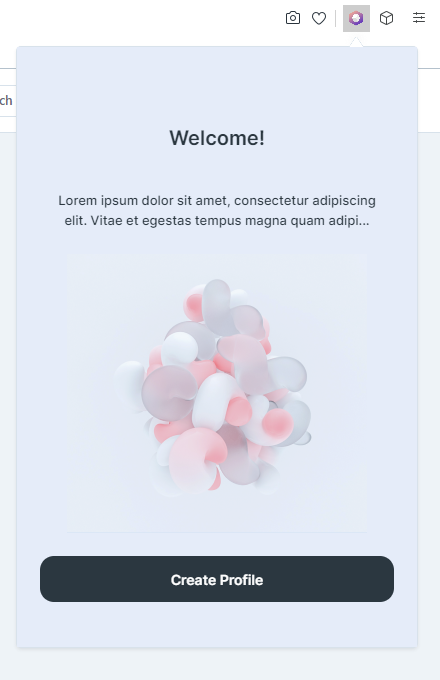 ch
Welcome!
Lorem ipsum dolor sit amet, consectetur adipiscing
elit. Vitae et egestas tempus magna quam adipi...
Create Profile